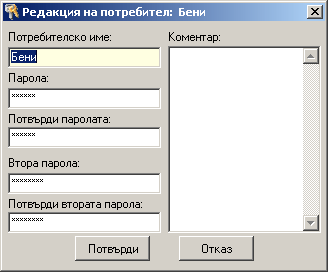 Редакция на потребител: Бени
Потребителско име:
Бени
Парола:
******
Потвърди паролата:
******
Втора парола:
********
Потвърди втората парола:
********
Коментар:
Потвърди
Отказ